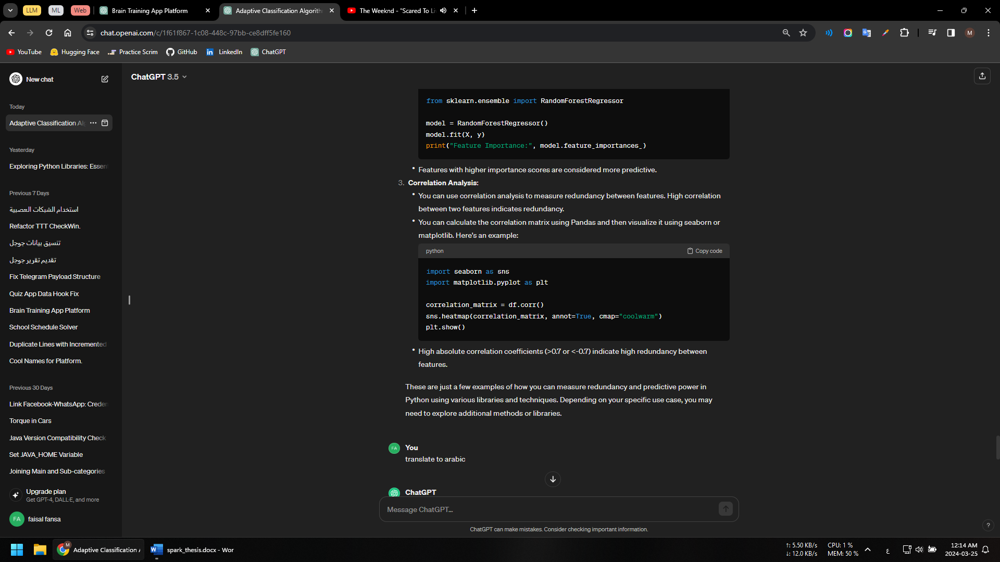 LLM
ML
Web
Brain Training App Platform
Adaptive Classification Algorith
The Weeknd - "Scared To Li
chat.openai.com/c/1f61f867-1c08-448c-97bb-ce8dff5fe160
M
YouTube
Hugging Face
Practice Scrim
GitHub
LinkedIn
ChatGPT
New chat
Today
Adaptive Classification Al
Yesterday
Exploring Python Libraries: Essen
Previous 7 Days
استخدام الشبكات العصبية
Refactor TTT CheckWin.
تنسيق بيانات جوجل
تقديم تقرير جوجل
Fix Telegram Payload Structure
Quiz App Data Hook Fix
Brain Training App Platform
School Schedule Solver
Duplicate Lines with Incremented
Cool Names for Platform.
Previous 30 Days
Link Facebook-WhatsApp: Creden
Torque in Cars
Java Version Compatibility Check
Set JAVA_HOME Variable
Joining Main and Sub-categories
Upgrade plan
Get GPT-4, DALL·E, and more
FA
faisal fansa
ChatGPT 3.5
from sklearn.ensemble import RandomForestRegressor
model = RandomForestRegressor()
model.fit(X, y)
print("Feature Importance:", model.feature_importances_)
• Features with higher importance scores are considered more predictive.
3. Correlation Analysis:
• You can use correlation analysis to measure redundancy between features. High correlation
between two features indicates redundancy.
• You can calculate the correlation matrix using Pandas and then visualize it using seaborn or
matplotlib. Here's an example:
python
Copy code
import seaborn as sns
import matplotlib.pyplot as plt
correlation_matrix = df.corr()
sns.heatmap(correlation_matrix, annot=True, cmap="coolwarm")
plt.show()
• High absolute correlation coefficients (>0.7 or <-0.7) indicate high redundancy between
features.
These are just a few examples of how you can measure redundancy and predictive power in
Python using various libraries and techniques. Depending on your specific use case, you may
need to explore additional methods or libraries.
FA
You
translate to arabic
ChatGPT
Message ChatGPT...
ChatGPT can make mistakes. Consider checking important information.
?
M
Adaptive Classification A
spark_thesis.docx - Wor
↑: 5.50 KB/s
↓: 12.0 KB/s
CPU: 1 %
MEM: 50 %
ع
12:14 AM
2024-03-25